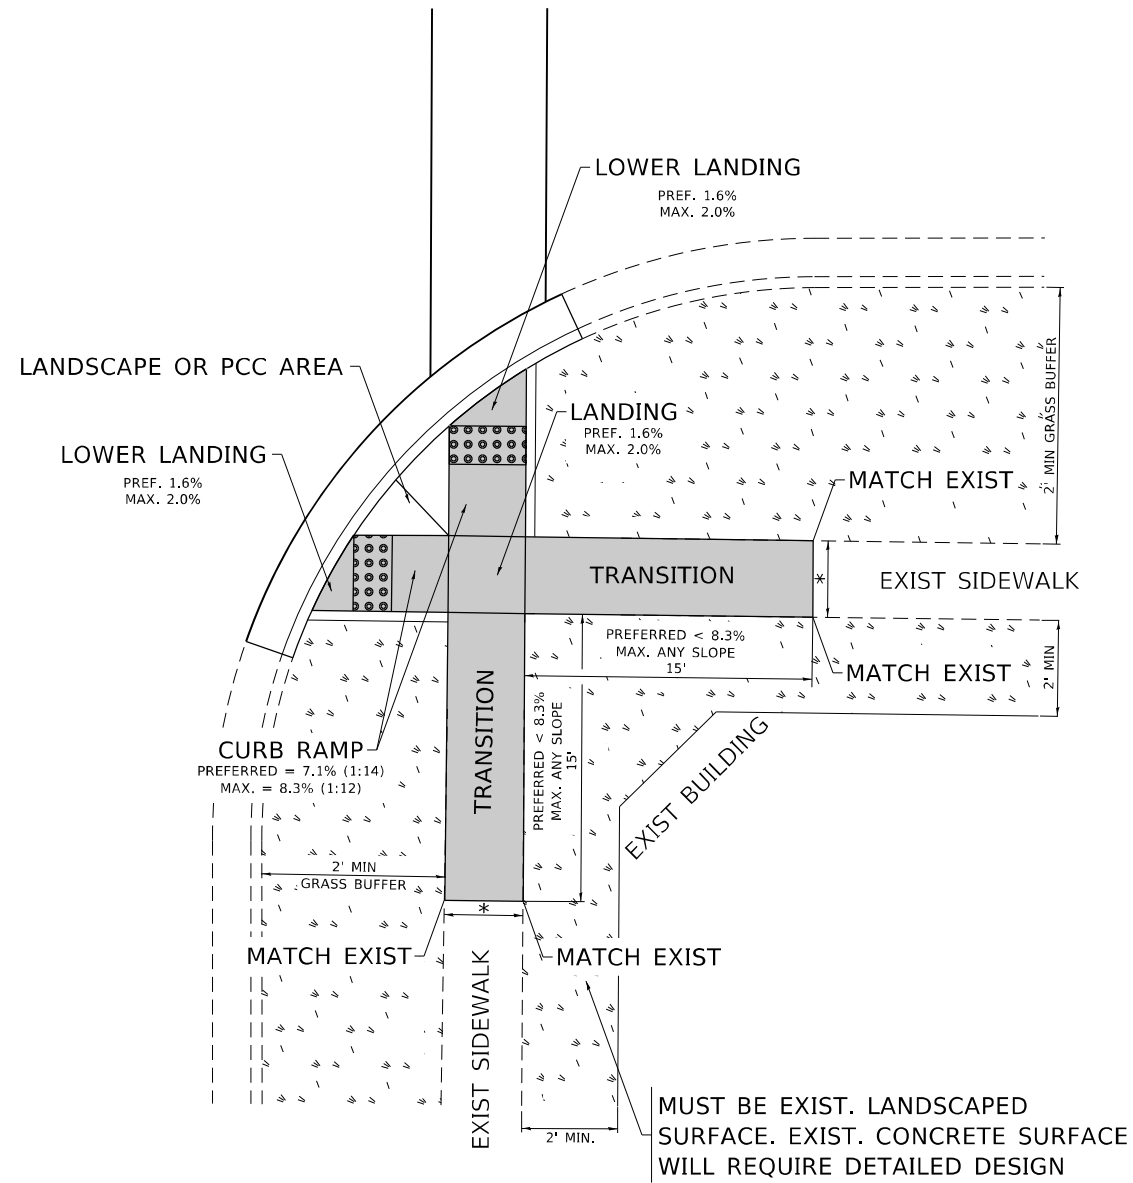 LOWER LANDING
PREF. 1.6%
MAX. 2.0%
LANDSCAPE OR PCC AREA
LANDING
PREF. 1.6%
MAX. 2.0%
LOWER LANDING
PREF. 1.6%
MAX. 2.0%
2' MIN GRASS BUFFER
MATCH EXIST
TRANSITION
*
EXIST SIDEWALK
PREFERRED < 8.3%
MAX. ANY SLOPE
15'
MATCH EXIST
2' MIN
TRANSITION
PREFERRED < 8.3%
MAX. ANY SLOPE
15'
CURB RAMP
PREFERRED = 7.1% (1:14)
MAX. = 8.3% (1:12)
EXIST BUILDING
2' MIN
GRASS BUFFER
*
MATCH EXIST
MATCH EXIST
EXIST SIDEWALK
2' MIN.
MUST BE EXIST. LANDSCAPED
SURFACE. EXIST. CONCRETE SURFACE
WILL REQUIRE DETAILED DESIGN